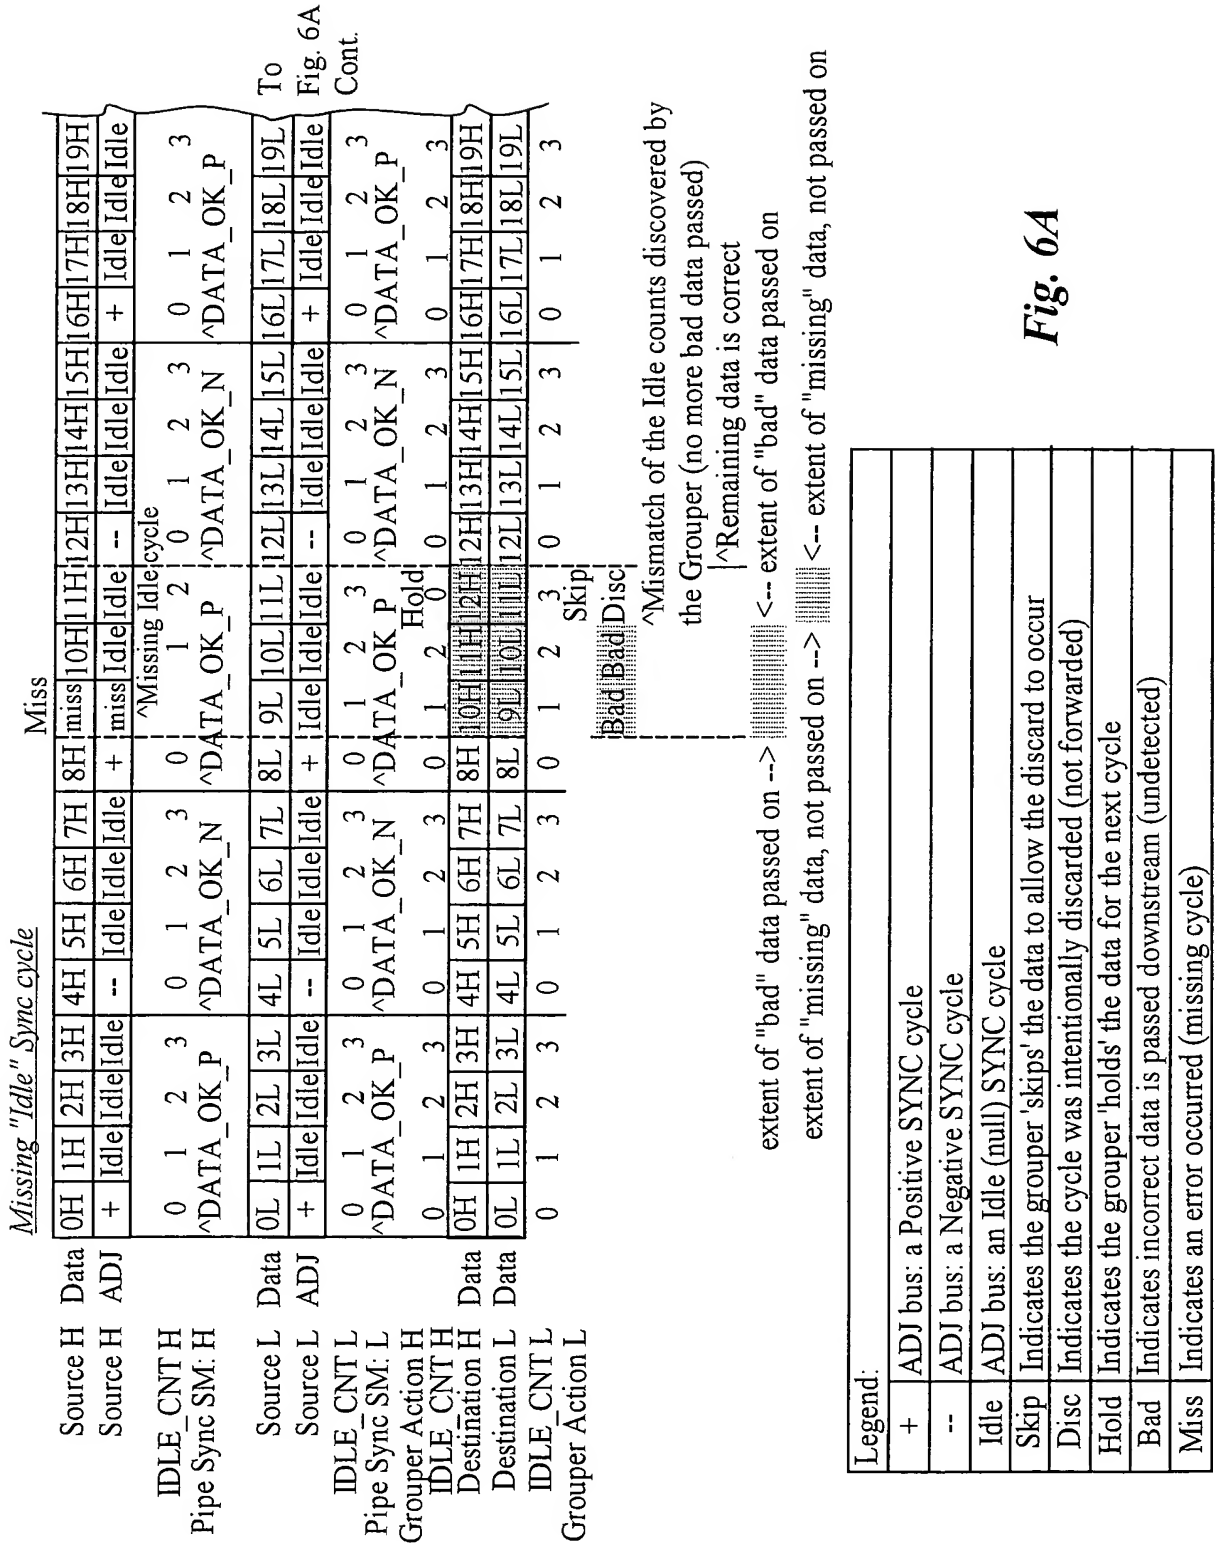 Missing "Idle" Sync cycle
Miss
Source H Data 0H 1H 2H 3H 4H 5H 6H 7H 8H miss 10H 11H 12H 13H 14H 15H 16H 17H 18H 19H
Source H ADJ + Idle Idle Idle -- Idle Idle Idle + miss Idle Idle -- Idle Idle Idle + Idle Idle Idle
^Missing Idle cycle
IDLE_CNT H 0 1 2 3 0 1 2 3 0 1 2 0 1 2 3 0 1 2 3
Pipe Sync SM: H ^DATA_OK_P ^DATA_OK_N ^DATA_OK_P ^DATA_OK_N ^DATA_OK_P
Source L Data 0L 1L 2L 3L 4L 5L 6L 7L 8L 9L 10L 11L 12L 13L 14L 15L 16L 17L 18L 19L
Source L ADJ + Idle Idle Idle -- Idle Idle Idle + Idle Idle Idle -- Idle Idle Idle + Idle Idle Idle
To
Fig. 6A
Cont.
IDLE_CNT L 0 1 2 3 0 1 2 3 0 1 2 3 0 1 2 3 0 1 2 3
Pipe Sync SM: L ^DATA_OK_P ^DATA_OK_N ^DATA_OK_P ^DATA_OK_N ^DATA_OK_P
Grouper Action H Hold
IDLE_CNT H 0 1 2 3 0 1 2 3 0 1 2 0 0 1 2 3 0 1 2 3
Destination H Data 0H 1H 2H 3H 4H 5H 6H 7H 8H 10H 11H 12H 12H 13H 14H 15H 16H 17H 18H 19H
Destination L Data 0L 1L 2L 3L 4L 5L 6L 7L 8L 9L 10L 11L 12L 13L 14L 15L 16L 17L 18L 19L
IDLE_CNT L 0 1 2 3 0 1 2 3 0 1 2 3 0 1 2 3 0 1 2 3
Grouper Action L Skip
Bad Bad Disc
^Mismatch of the Idle counts discovered by
the Grouper (no more bad data passed)
|^Remaining data is correct
extent of "bad" data passed on --> <-- extent of "bad" data passed on
extent of "missing" data, not passed on --> <-- extent of "missing" data, not passed on
Legend:
+ ADJ bus: a Positive SYNC cycle
-- ADJ bus: a Negative SYNC cycle
Idle ADJ bus: an Idle (null) SYNC cycle
Skip Indicates the grouper 'skips' the data to allow the discard to occur
Disc Indicates the cycle was intentionally discarded (not forwarded)
Hold Indicates the grouper 'holds' the data for the next cycle
Bad Indicates incorrect data is passed downstream (undetected)
Miss Indicates an error occurred (missing cycle)
Fig. 6A